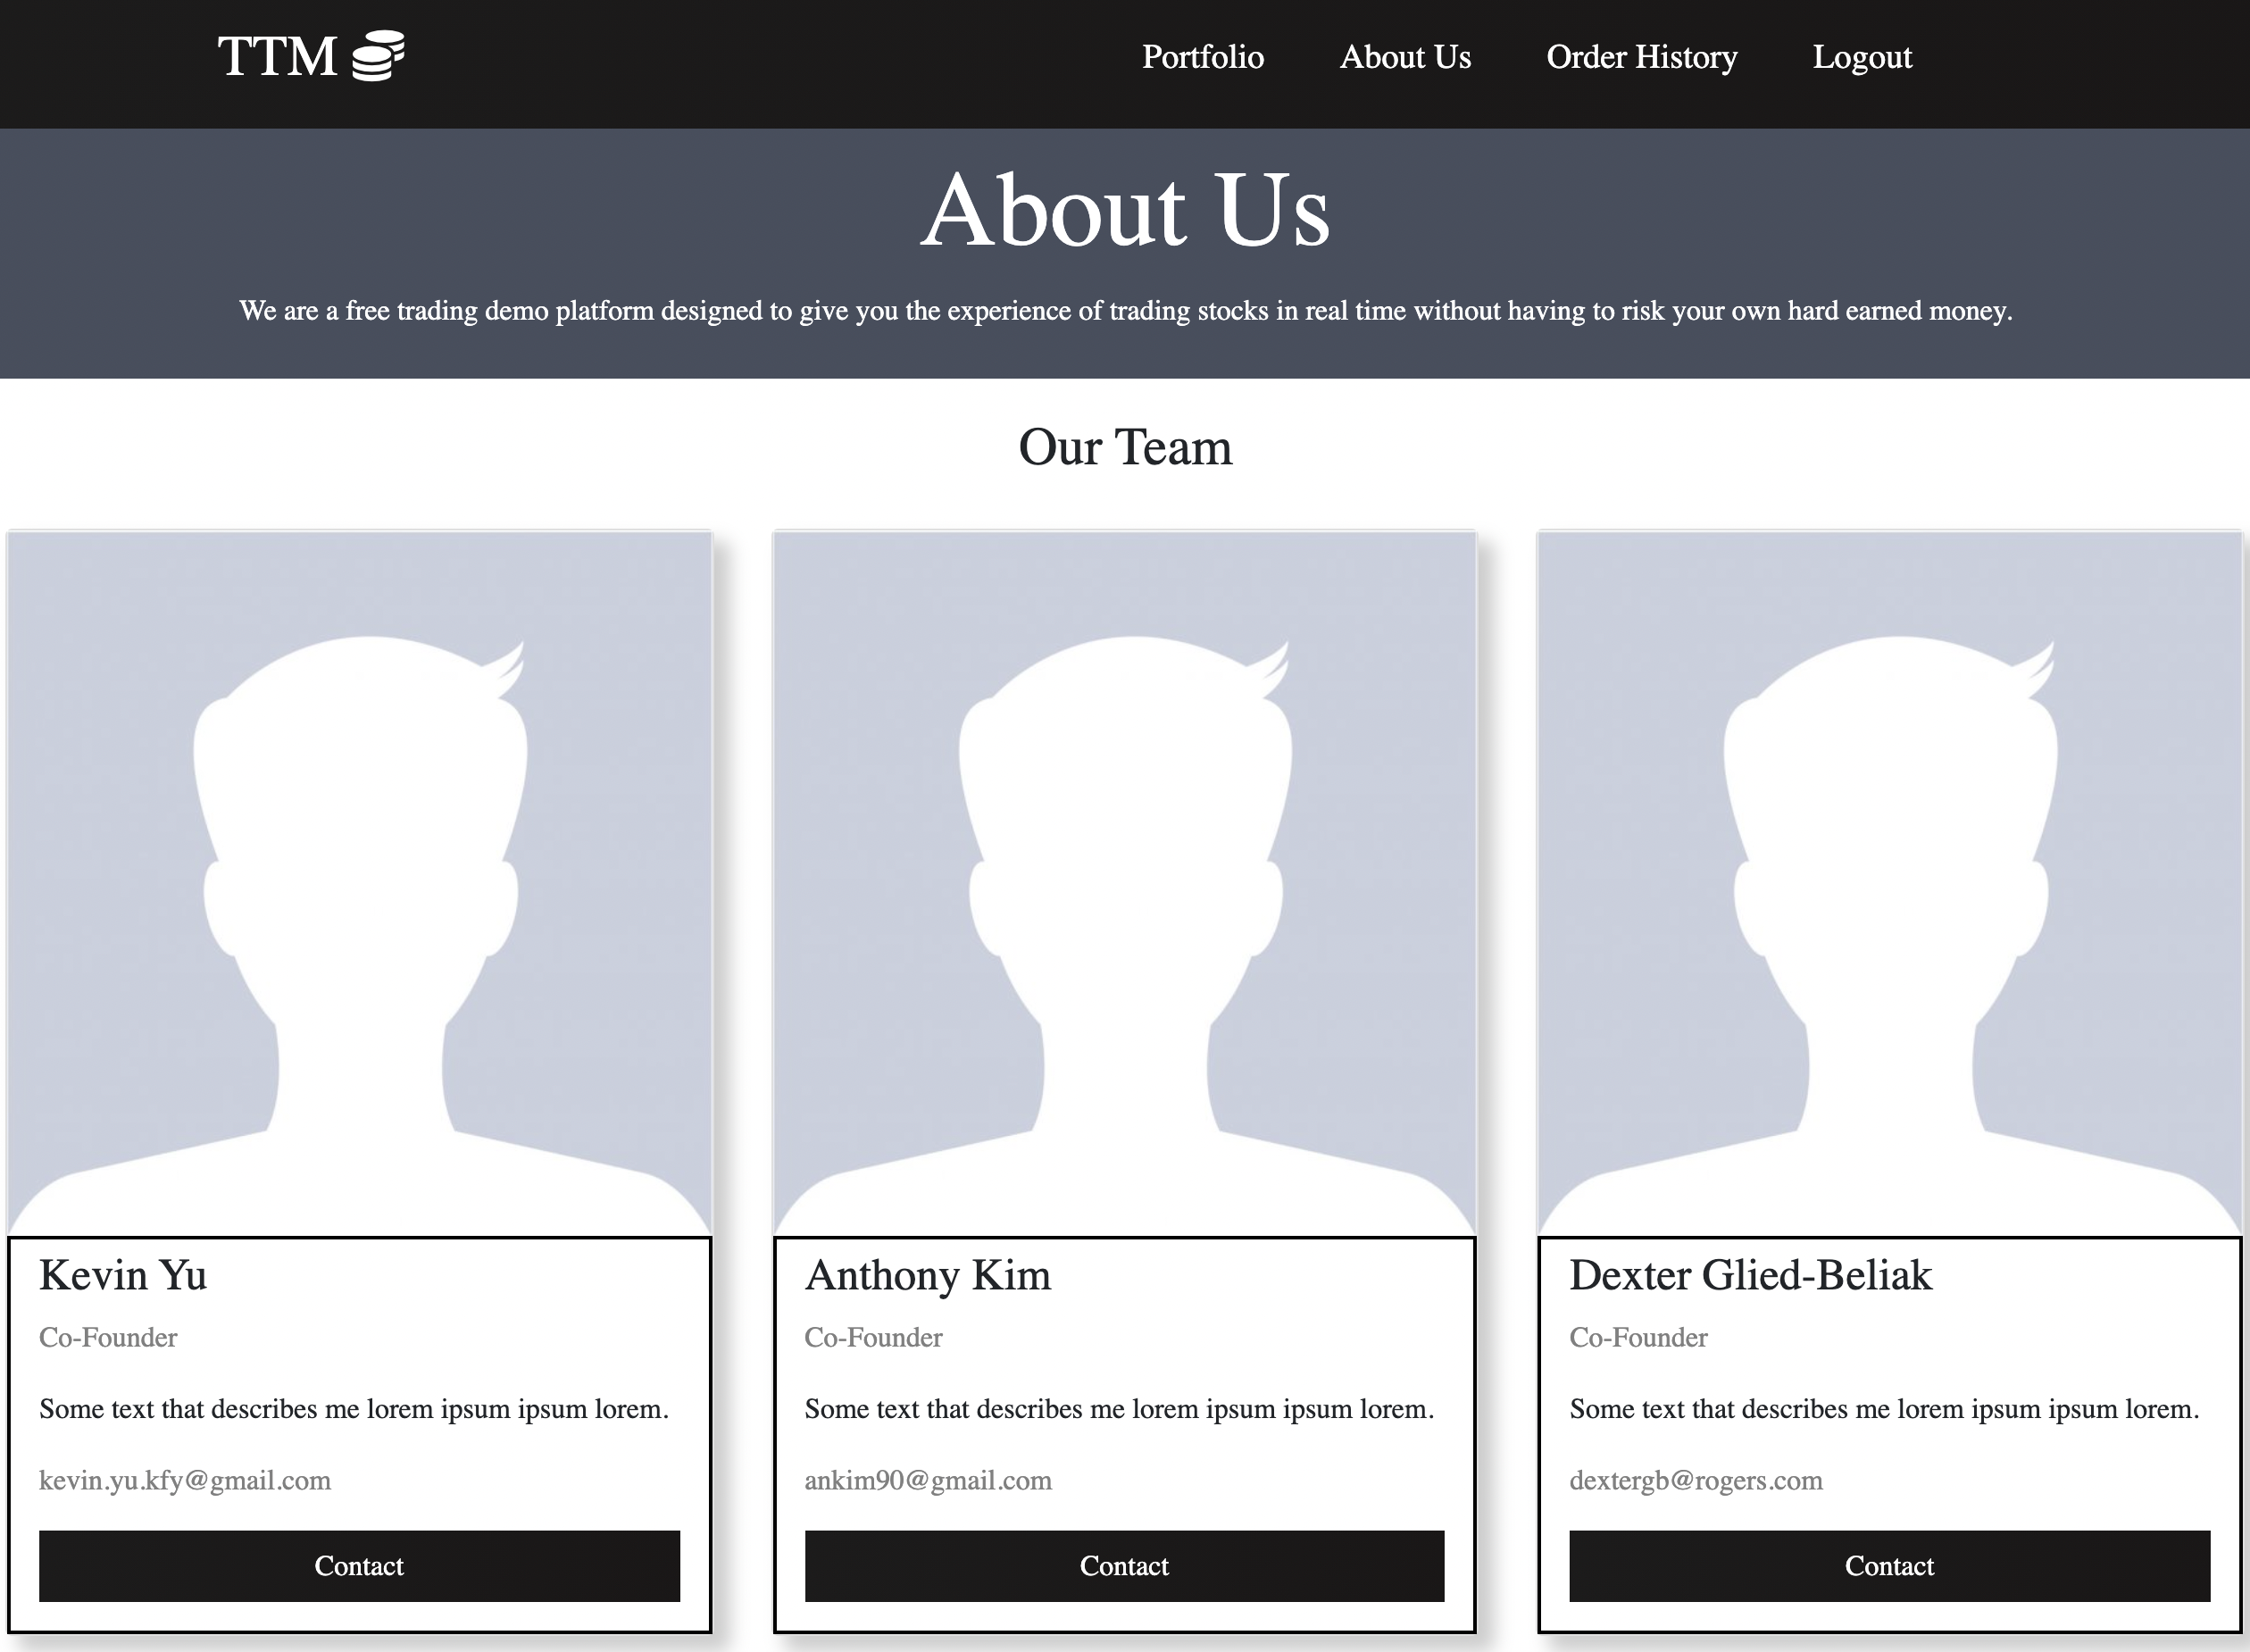 TTM
Portfolio About Us Order History Logout
About Us
We are a free trading demo platform designed to give you the experience of trading stocks in real time without having to risk your own hard earned money.
Our Team
Kevin Yu
Co-Founder
Some text that describes me lorem ipsum ipsum lorem.
kevin.yu.kfy@gmail.com
Contact
Anthony Kim
Co-Founder
Some text that describes me lorem ipsum ipsum lorem.
ankim90@gmail.com
Contact
Dexter Glied-Beliak
Co-Founder
Some text that describes me lorem ipsum ipsum lorem.
dextergb@rogers.com
Contact